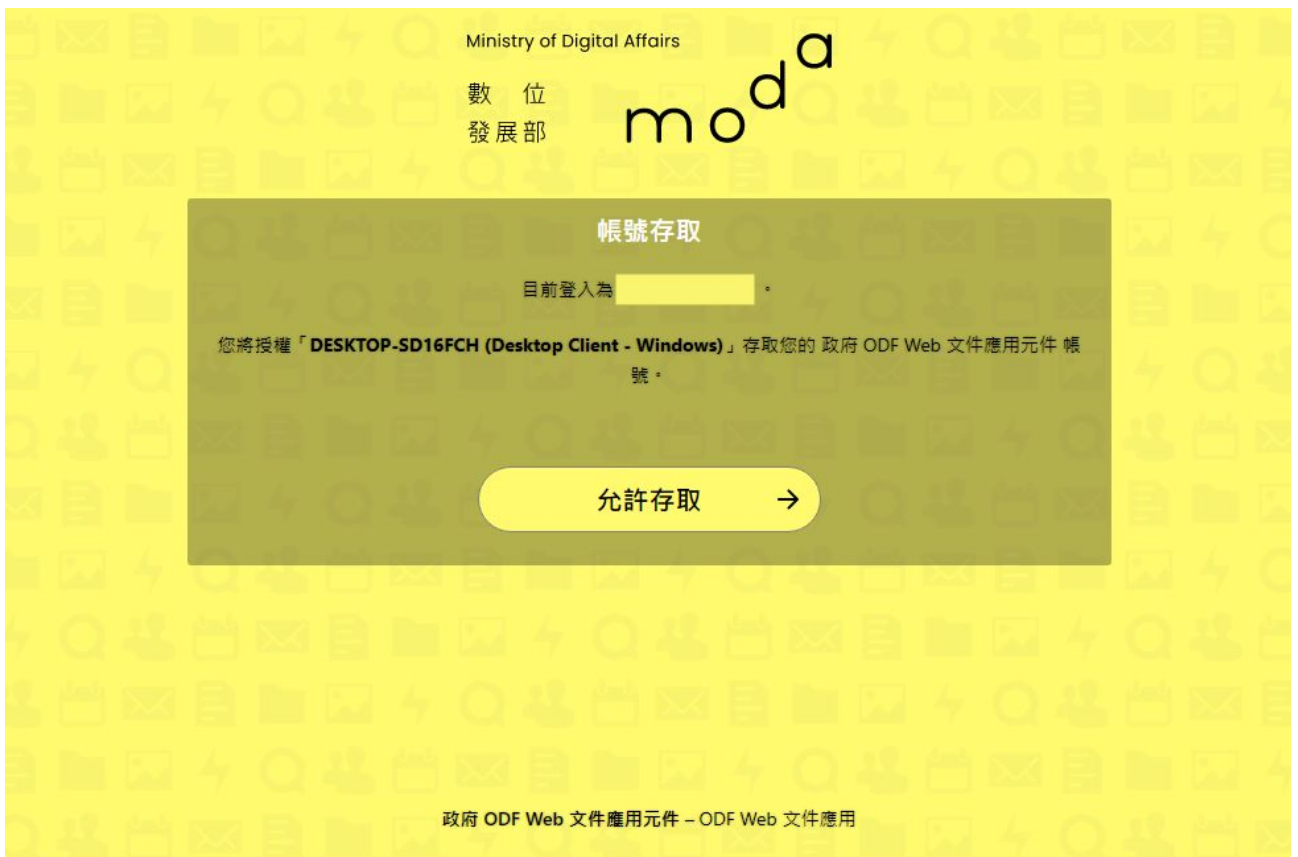 Ministry of Digital Affairs
數位
發展部
moda
帳號存取
目前登入為 。
您將授權「DESKTOP-SD16FCH (Desktop Client - Windows)」存取您的 政府 ODF Web 文件應用元件 帳
號。
允許存取 →
政府 ODF Web 文件應用元件 – ODF Web 文件應用